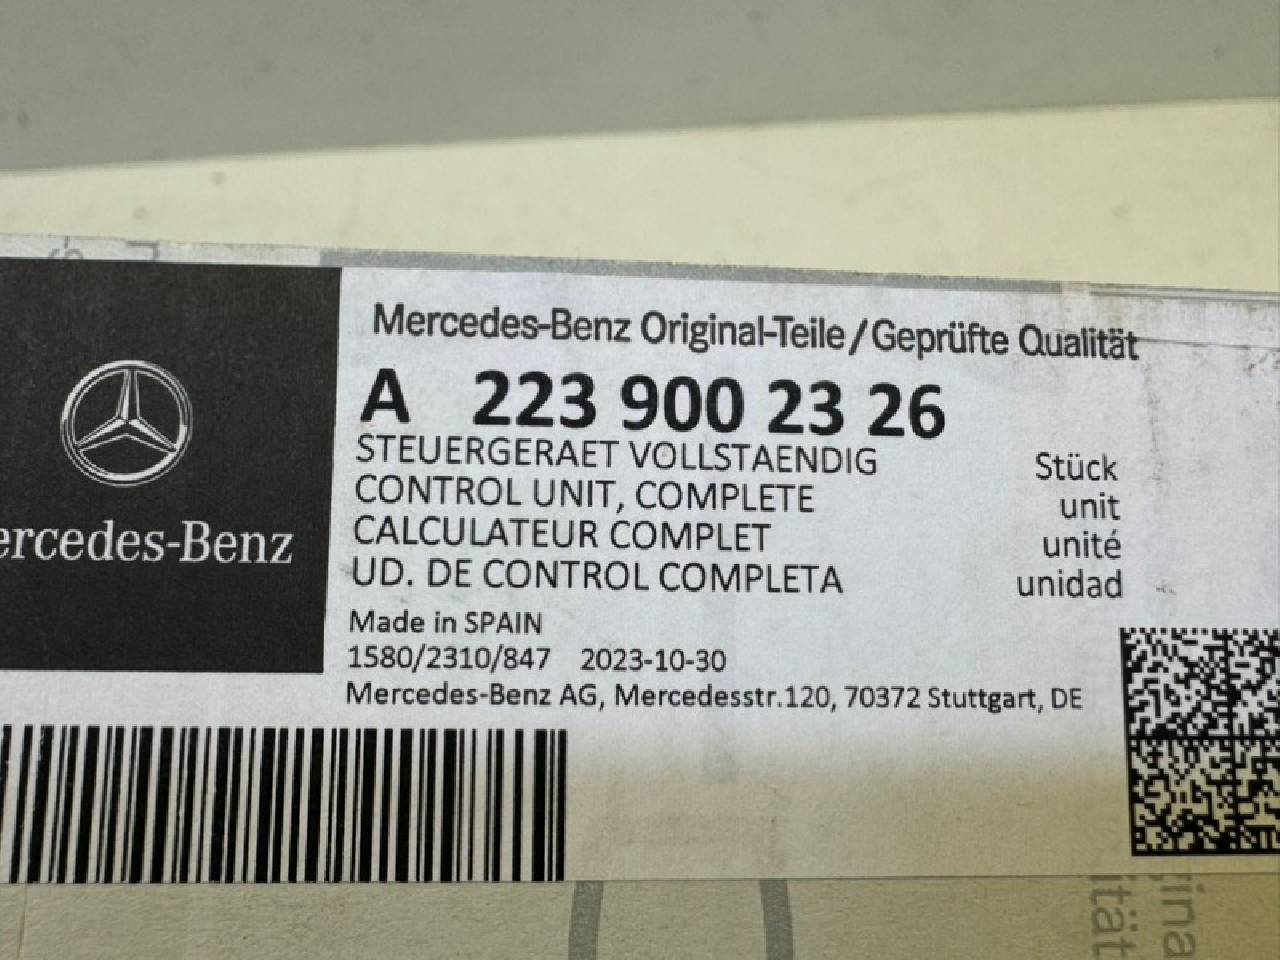 Mercedes-Benz Original-Teile/Geprüfte Qualität
A 223 900 23 26
STEUERGERAET VOLLSTAENDIG Stück
CONTROL UNIT, COMPLETE unit
CALCULATEUR COMPLET unité
UD. DE CONTROL COMPLETA unidad
ercedes-Benz
Made in SPAIN
1580/2310/847 2023-10-30
Mercedes-Benz AG, Mercedesstr.120, 70372 Stuttgart, DE
rina
ität